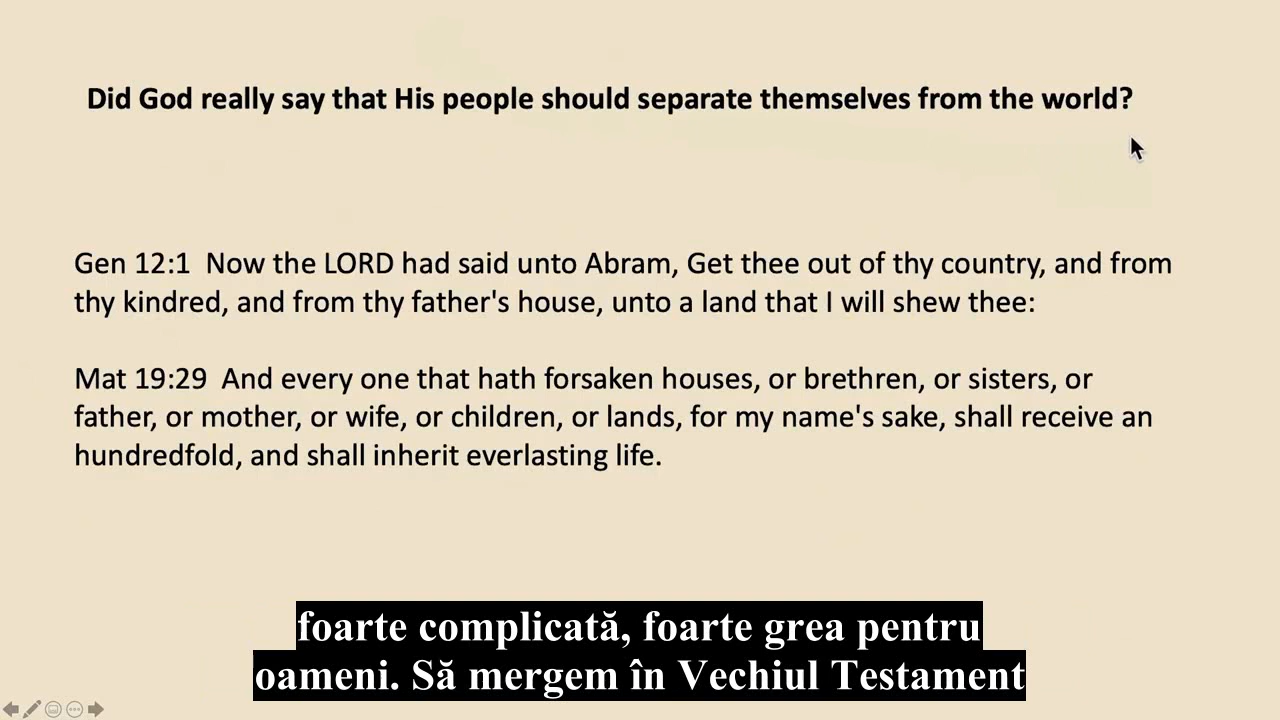 Did God really say that His people should separate themselves from the world?
Gen 12:1  Now the LORD had said unto Abram, Get thee out of thy country, and from
thy kindred, and from thy father's house, unto a land that I will shew thee:
Mat 19:29  And every one that hath forsaken houses, or brethren, or sisters, or
father, or mother, or wife, or children, or lands, for my name's sake, shall receive an
hundredfold, and shall inherit everlasting life.
foarte complicată, foarte grea pentru
oameni. Să mergem în Vechiul Testament